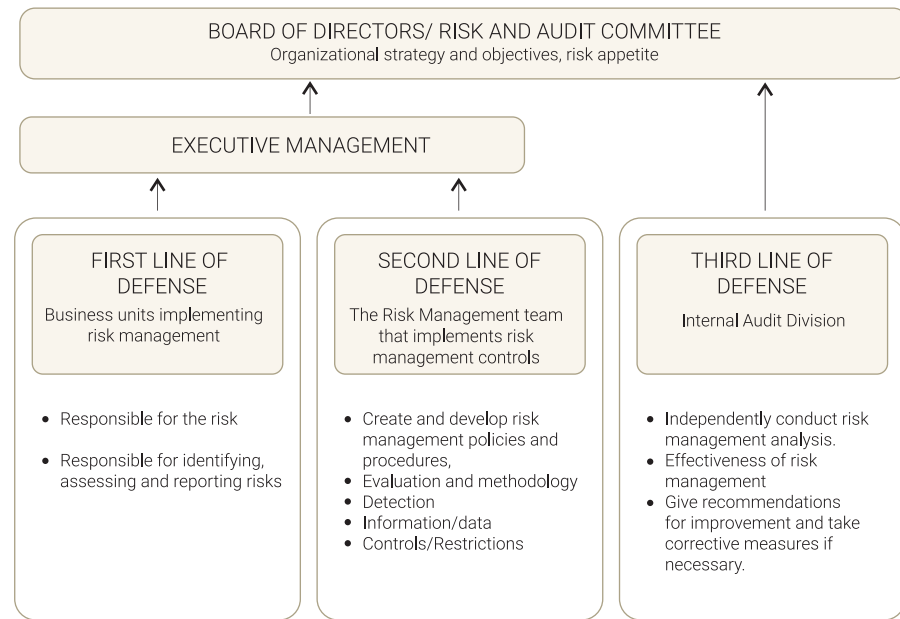 BOARD OF DIRECTORS/ RISK AND AUDIT COMMITTEE
Organizational strategy and objectives, risk appetite
EXECUTIVE MANAGEMENT
FIRST LINE OF
DEFENSE
Business units implementing
risk management
• Responsible for the risk
• Responsible for identifying,
assessing and reporting risks
SECOND LINE OF
DEFENSE
The Risk Management team
that implements risk
management controls
• Create and develop risk
management policies and
procedures,
• Evaluation and methodology
• Detection
• Information/data
• Controls/Restrictions
THIRD LINE OF
DEFENSE
Internal Audit Division
• Independently conduct risk
management analysis.
• Effectiveness of risk
management
• Give recommendations
for improvement and take
corrective measures if
necessary.